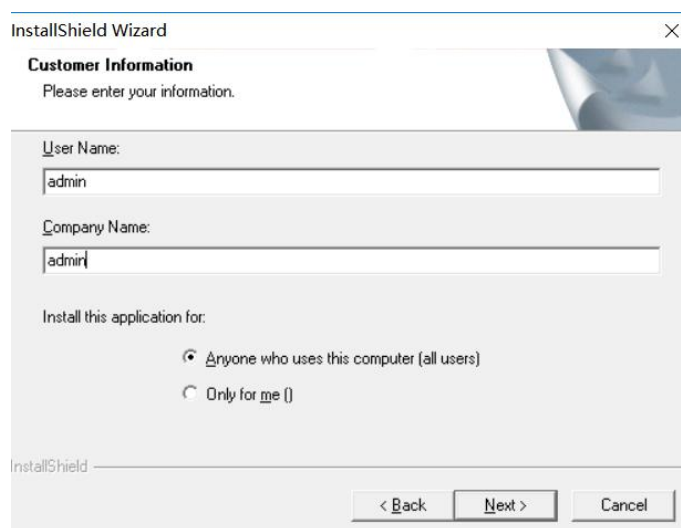 InstallShield Wizard
Customer Information
Please enter your information.
User Name:
admin
Company Name:
admin
Install this application for:
Anyone who uses this computer (all users)
Only for me ()
InstallShield
< Back
Next >
Cancel